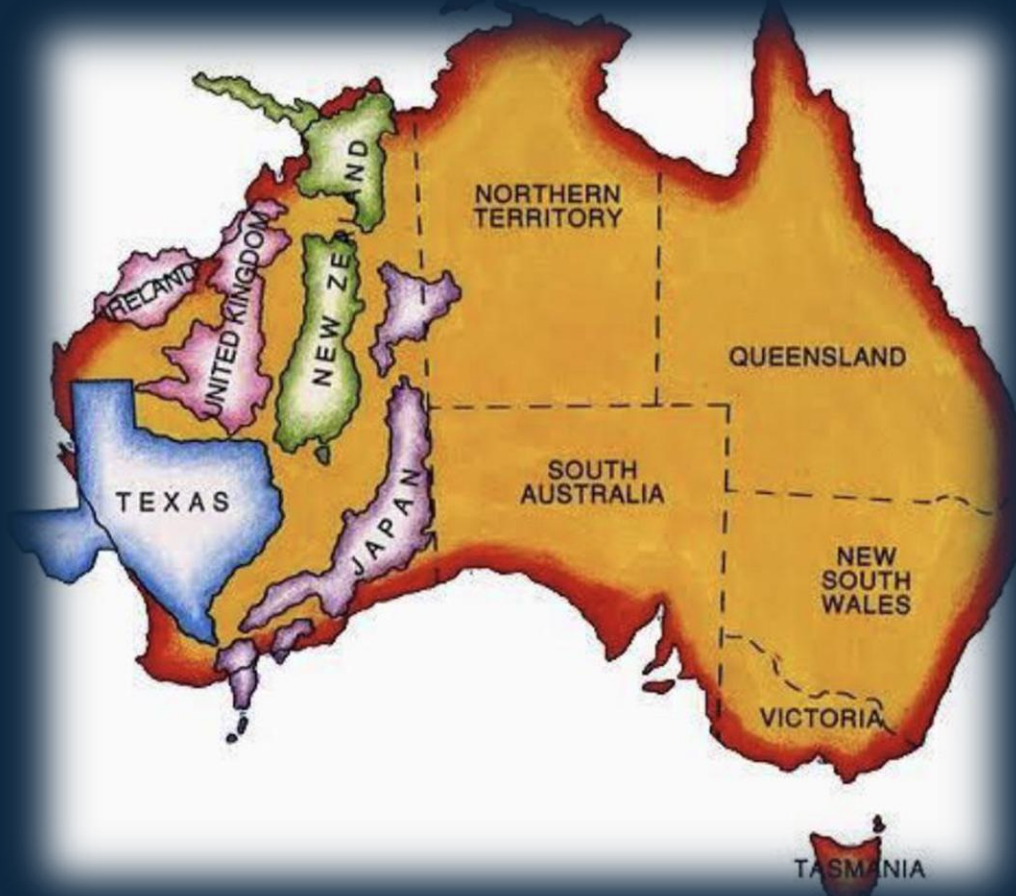 NEW ZEALAND
NORTHERN
TERRITORY
IRELAND
UNITED KINGDOM
QUEENSLAND
TEXAS
JAPAN
SOUTH
AUSTRALIA
NEW
SOUTH
WALES
VICTORIA
TASMANIA